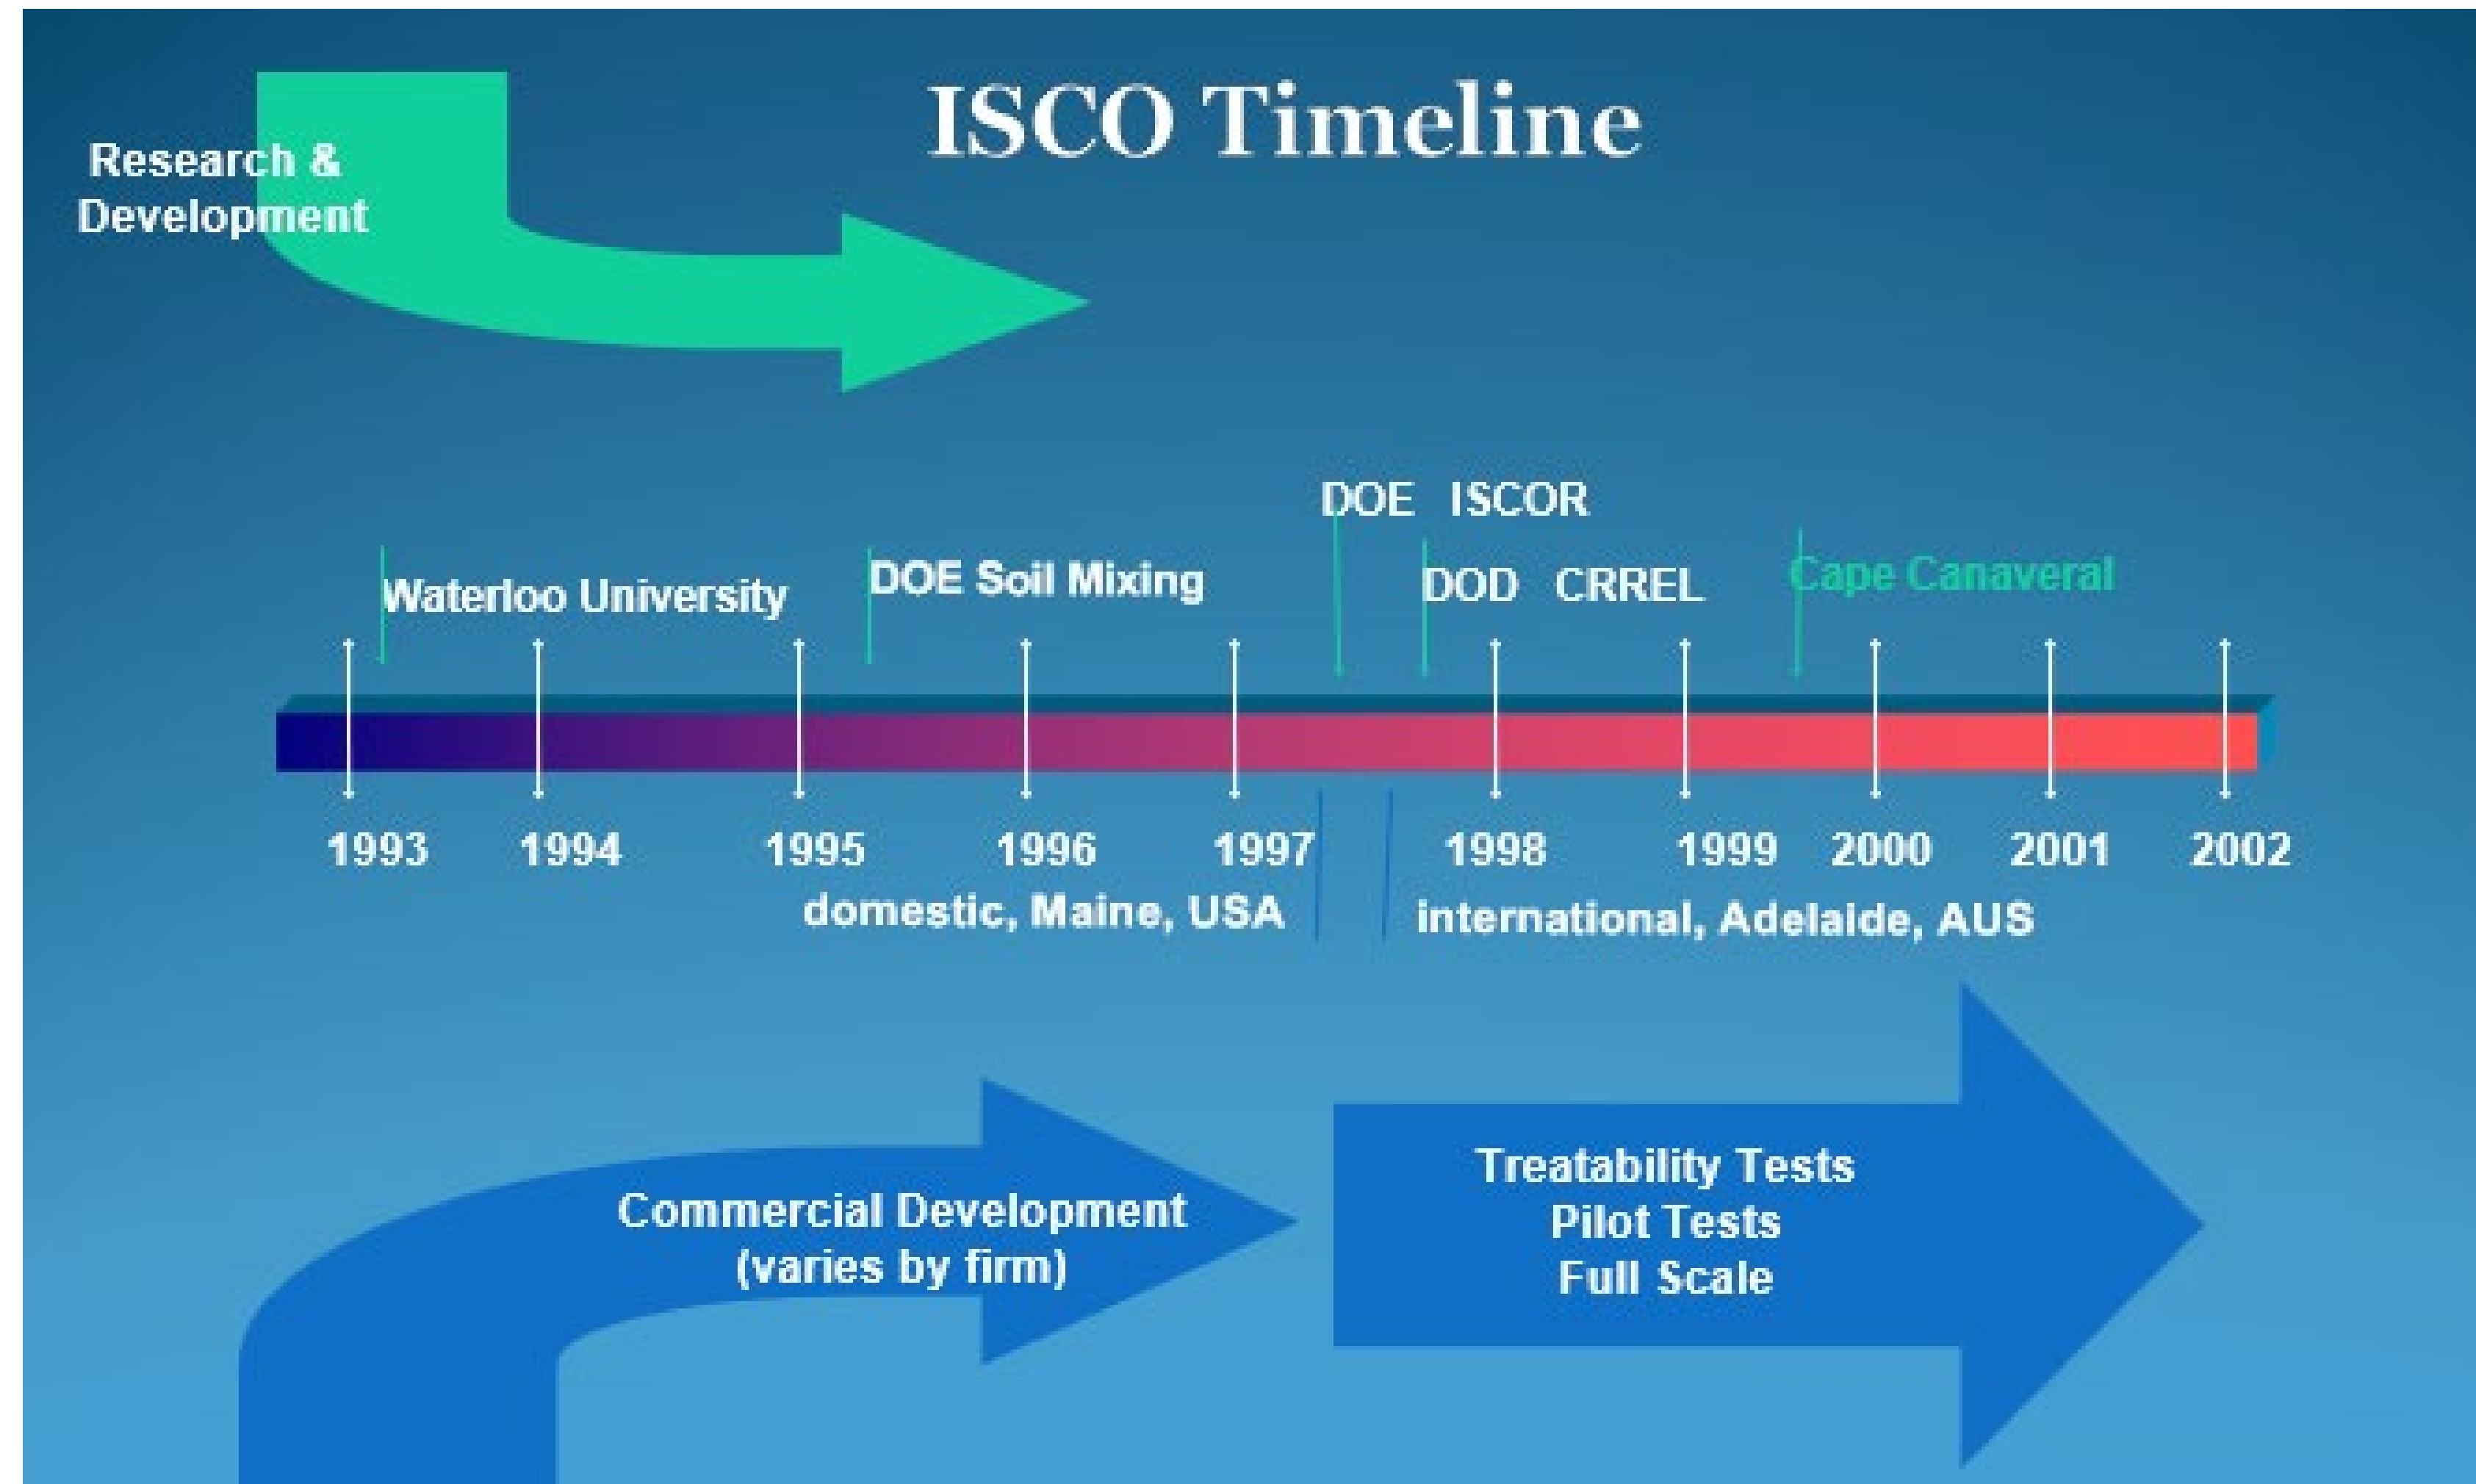 ISCO Timeline
Research &
Development
DOE ISCOR
Waterloo University
DOE Soil Mixing
DOD CRREL
Cape Canaveral
1993 1994 1995 1996 1997 1998 1999 2000 2001 2002
domestic, Maine, USA
international, Adelaide, AUS
Commercial Development
(varies by firm)
Treatability Tests
Pilot Tests
Full Scale